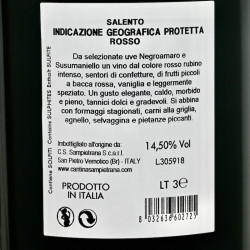 SALENTO
INDICAZIONE GEOGRAFICA PROTETTA
ROSSO
Da selezionate uve Negroamaro e
Susumaniello un vino dal colore rosso rubino
intenso, sentori di confetture, di frutti piccoli
a bacca rossa, vaniglia e leggermente
speziato. Un gusto elegante, caldo, morbido
e pieno, tannici dolci e gradevoli. Si abbina
con formaggi stagionati, carni alla griglia,
agnello, selvaggina e pietanze piccanti.
Imbottigliato all'origine da:
C.S. Sampietrana S.c.a r.l.
San Pietro Vernotico (Br) - ITALY
www.cantinasampietrana.com
14,50% Vol
L305918
PRODOTTO
IN ITALIA
LT 3 e
8 032636 602723
Contiene SOLFITI Enthält SULFITE
Contains SULPHITES